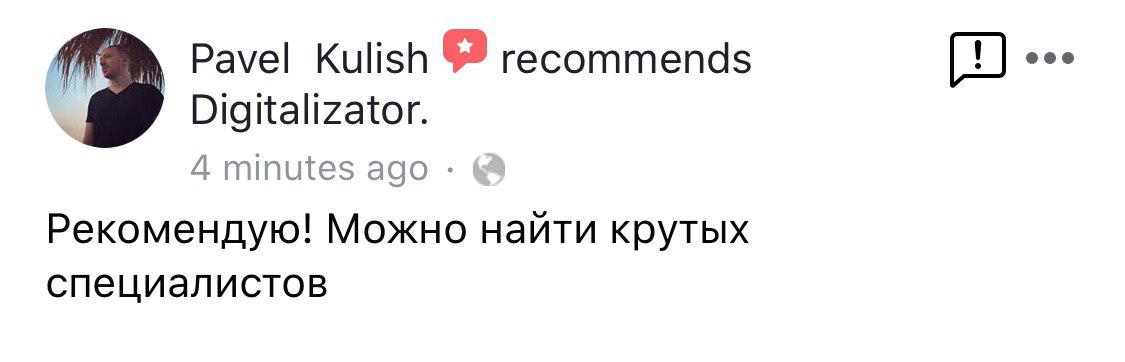 Pavel Kulish recommends
Digitalizator.
4 minutes ago ·
Рекомендую! Можно найти крутых
специалистов